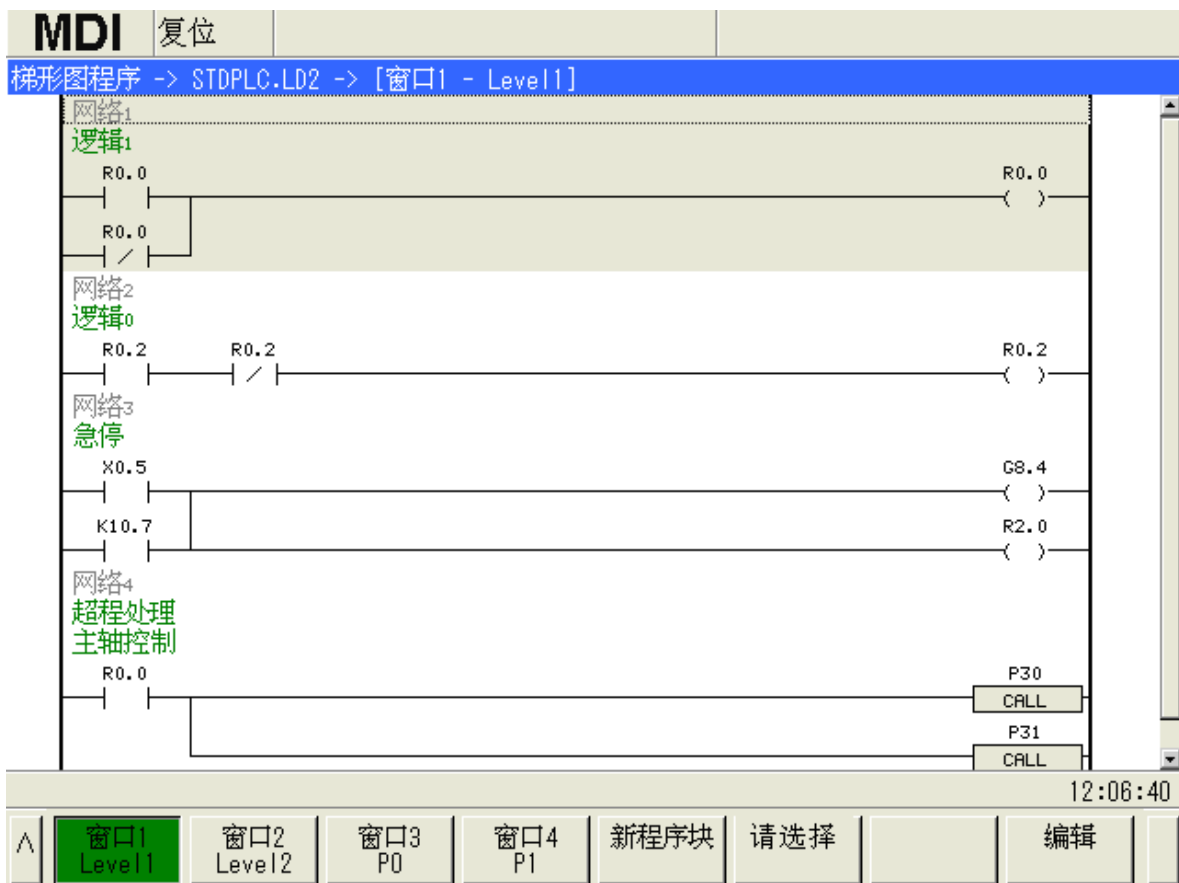 MDI 复位
梯形图程序 -> STDPLC.LD2 -> [窗口1 - Level1]
网络1
逻辑1
R0.0 R0.0
R0.0
网络2
逻辑0
R0.2 R0.2 R0.2
网络3
急停
X0.5 G8.4
K10.7 R2.0
网络4
超程处理
主轴控制
R0.0 P30
CALL
P31
CALL
12:06:40
窗口1 窗口2 窗口3 窗口4 新程序块 请选择 编辑
Level1 Level2 P0 P1